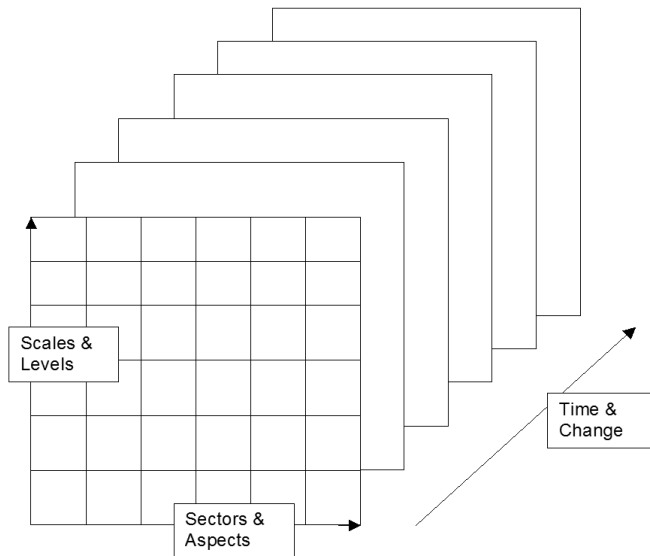 Scales &
Levels
Time &
Change
Sectors &
Aspects